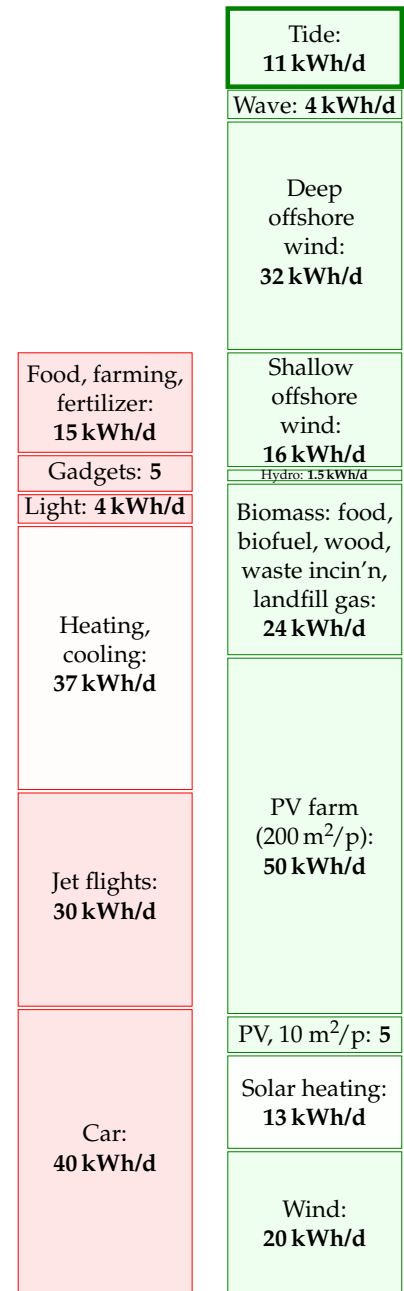 Tide:
11 kWh/d
Wave: 4 kWh/d
Deep
offshore
wind:
32 kWh/d
Food, farming,
fertilizer:
15 kWh/d
Gadgets: 5
Light: 4 kWh/d
Heating,
cooling:
37 kWh/d
Jet flights:
30 kWh/d
Car:
40 kWh/d
Shallow
offshore
wind:
16 kWh/d
Hydro: 1.5 kWh/d
Biomass: food,
biofuel, wood,
waste incin’n,
landfill gas:
24 kWh/d
PV farm
(200 m²/p):
50 kWh/d
PV, 10 m²/p: 5
Solar heating:
13 kWh/d
Wind:
20 kWh/d